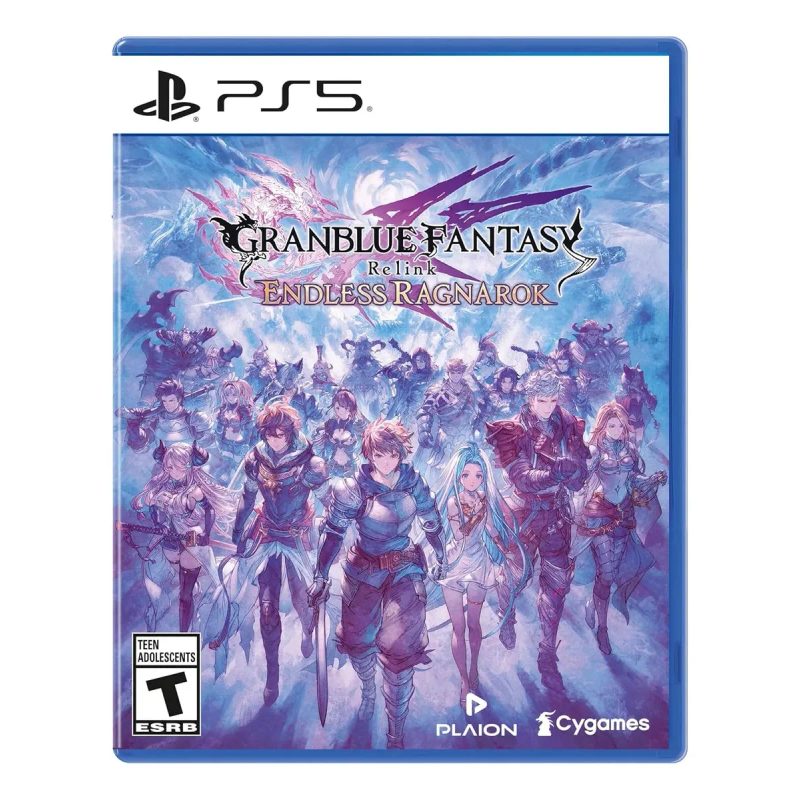 PS5
GRANBLUE FANTASY
Relink
ENDLESS RAGNAROK
TEEN
ADOLESCENTS
T
ESRB
PLAION
Cygames